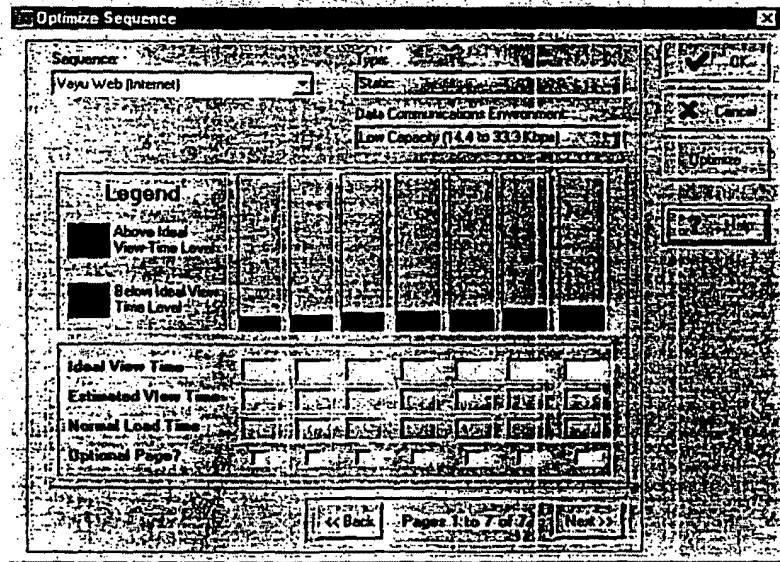 Optimize Sequence
Sequence:
Vayu Web (Internet)
Type:
Static
Data Communications Environment
Low Capacity (14.4 to 33.3 Kbps)
OK
Cancel
Optimize
Help
Legend
Above Ideal
View-Time Level
Below Ideal View-
Time Level
Ideal View Time
Estimated View Time
Normal Load Time
Optional Page?
<< Back
Pages 1 to 7 of 72
Next >>